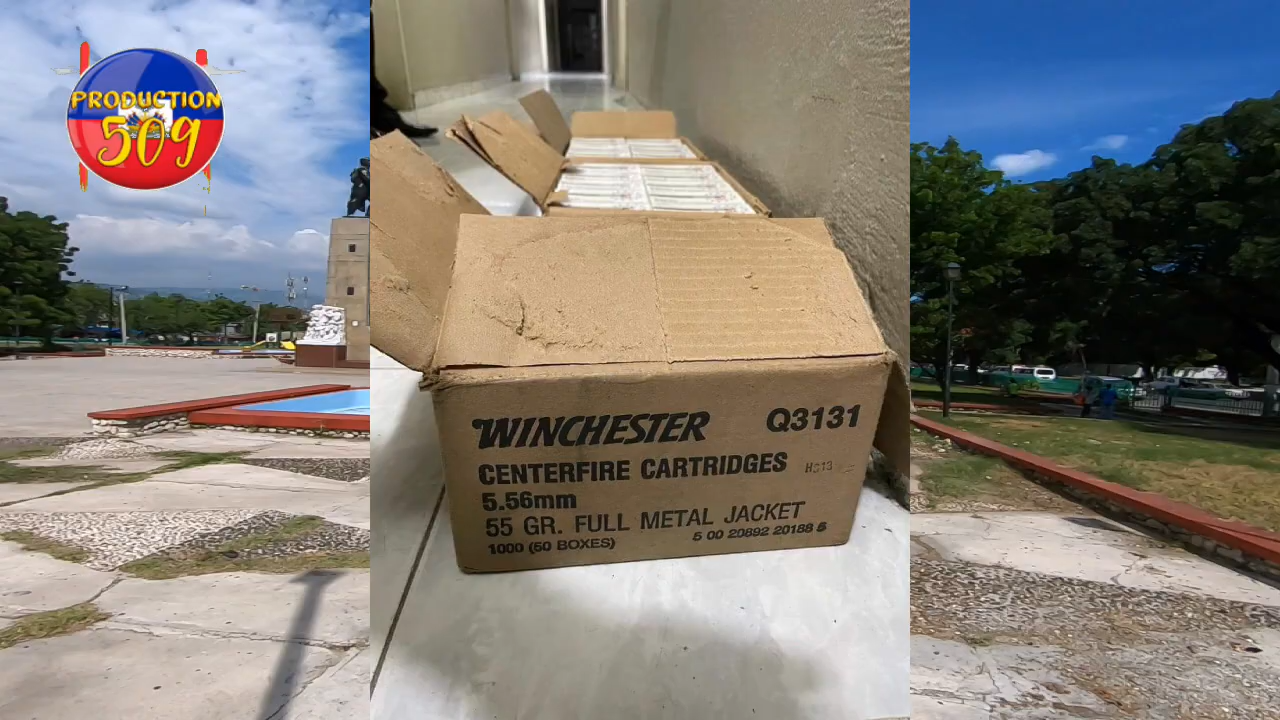 PRODUCTION
509
WINCHESTER Q3131
CENTERFIRE CARTRIDGES
5.56mm
55 GR. FULL METAL JACKET
1000 (50 BOXES) 5 00 20892 20188 5